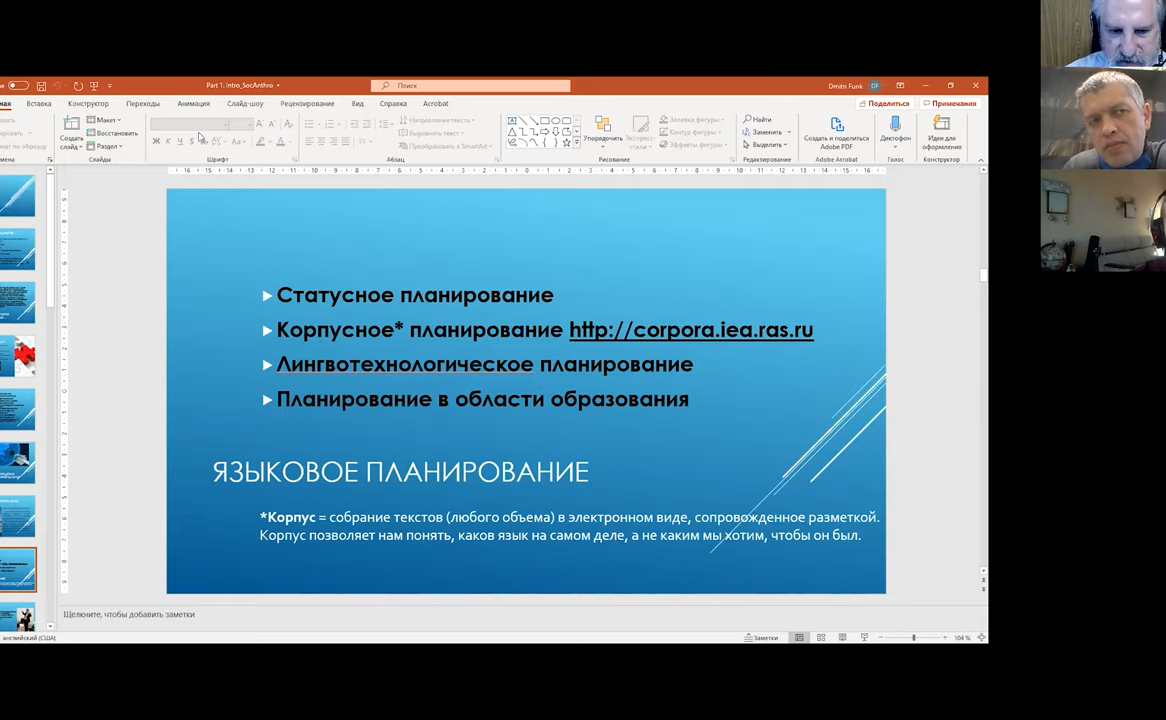 Part 1. Intro_SocAnthro
Поиск
Dmitri Funk
DF
Вставка
Конструктор
Переходы
Анимация
Слайд-шоу
Рецензирование
Вид
Справка
Acrobat
Поделиться
Примечания
Создать слайд
Макет
Восстановить
Раздел
Слайды
Ж К Ч S
Aa
Шрифт
Направление текста
Выровнять текст
Преобразовать в SmartArt
Абзац
Упорядочить
Экспресс-стили
Заливка фигуры
Контур фигуры
Эффекты фигуры
Рисование
Найти
Заменить
Выделить
Редактирование
Создать и поделиться Adobe PDF
Adobe Acrobat
Диктофон
Голос
Идеи для оформления
Конструктор
Статусное планирование
Корпусное* планирование http://corpora.iea.ras.ru
Лингвотехнологическое планирование
Планирование в области образования
ЯЗЫКОВОЕ ПЛАНИРОВАНИЕ
*Корпус = собрание текстов (любого объема) в электронном виде, сопровожденное разметкой.
Корпус позволяет нам понять, каков язык на самом деле, а не каким мы хотим, чтобы он был.
Щелкните, чтобы добавить заметки
английский (США)
Заметки
104 %